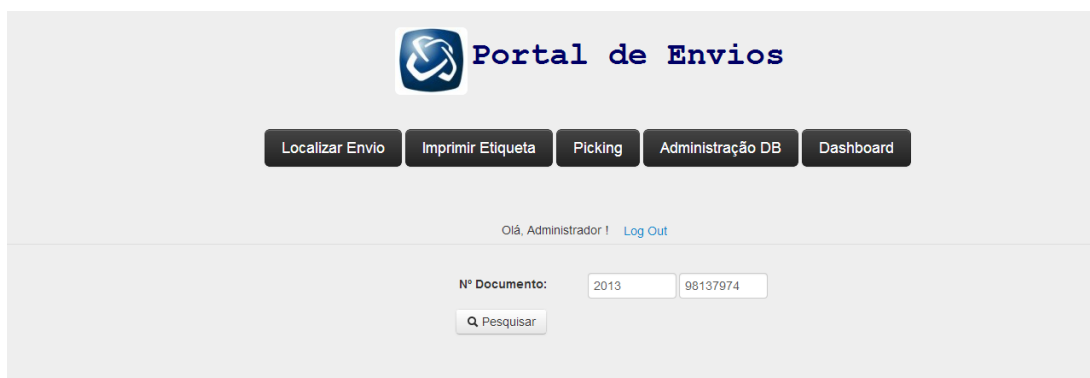 Portal de Envios
Localizar Envio Imprimir Etiqueta Picking Administração DB Dashboard
Olá, Administrador ! Log Out
Nº Documento: 2013 98137974
Pesquisar